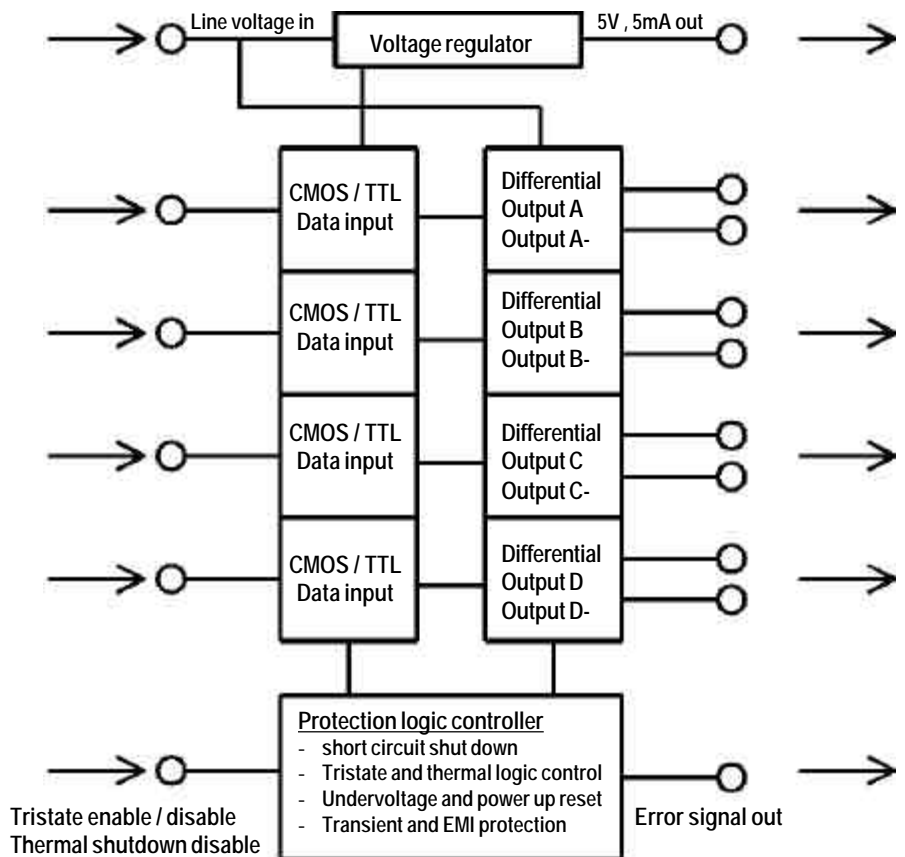 Line voltage in
Voltage regulator
5V , 5mA out
CMOS / TTL
Data input
Differential
Output A
Output A-
CMOS / TTL
Data input
Differential
Output B
Output B-
CMOS / TTL
Data input
Differential
Output C
Output C-
CMOS / TTL
Data input
Differential
Output D
Output D-
Protection logic controller
- short circuit shut down
- Tristate and thermal logic control
- Undervoltage and power up reset
- Transient and EMI protection
Tristate enable / disable
Thermal shutdown disable
Error signal out